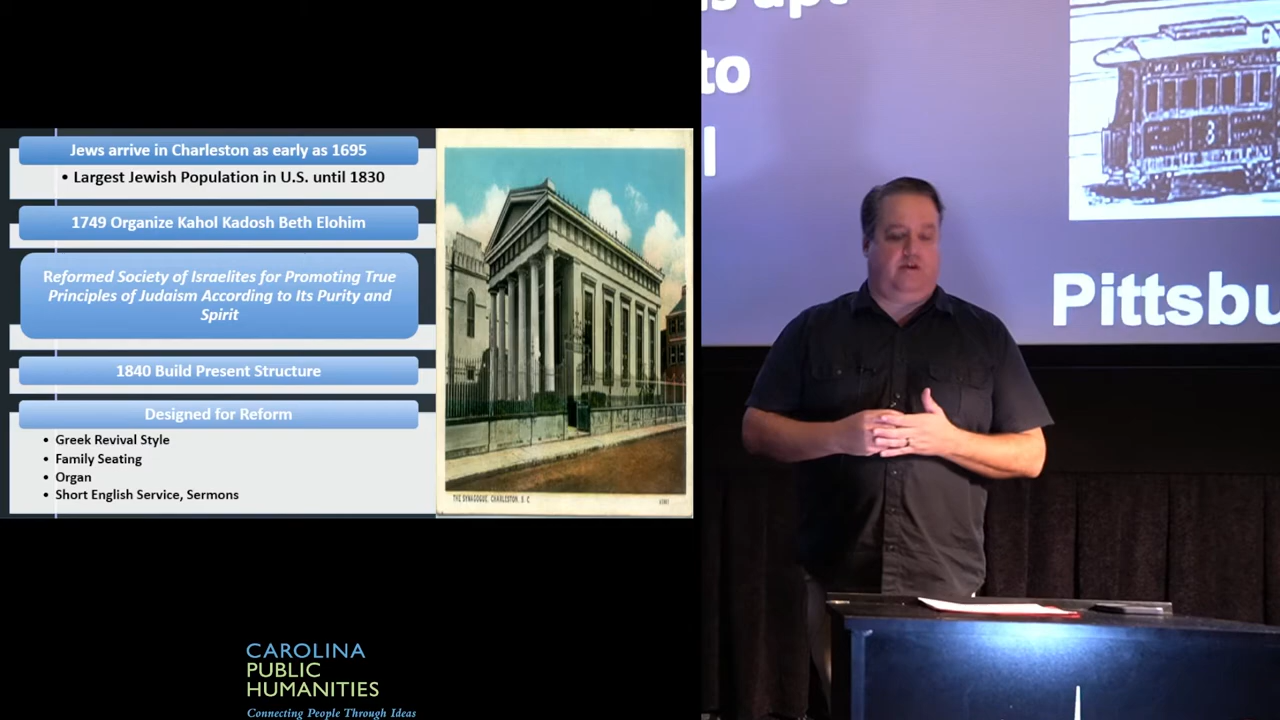 Jews arrive in Charleston as early as 1695
• Largest Jewish Population in U.S. until 1830
1749 Organize Kahol Kadosh Beth Elohim
Reformed Society of Israelites for Promoting True
Principles of Judaism According to Its Purity and
Spirit
1840 Build Present Structure
Designed for Reform
• Greek Revival Style
• Family Seating
• Organ
• Short English Service, Sermons
THE SYNAGOGUE, CHARLESTON, S. C
CAROLINA
PUBLIC
HUMANITIES
Connecting People Through Ideas
to
3
Pittsbu